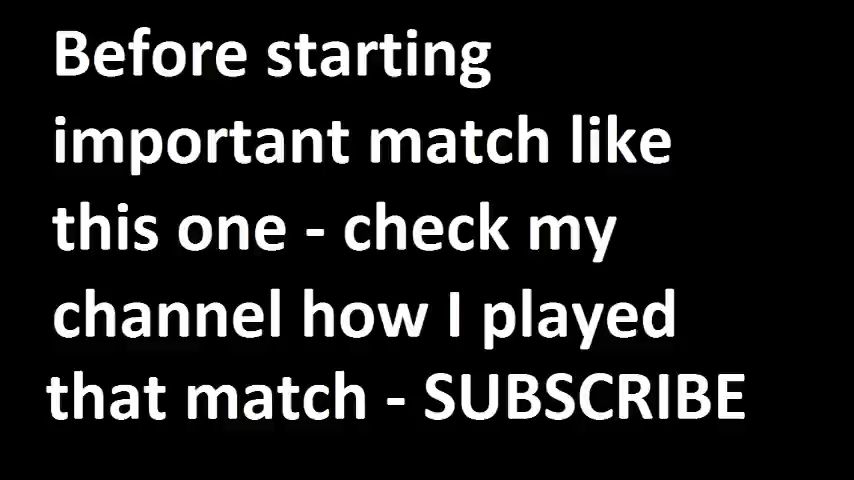 Before starting
important match like
this one - check my
channel how I played
that match - SUBSCRIBE